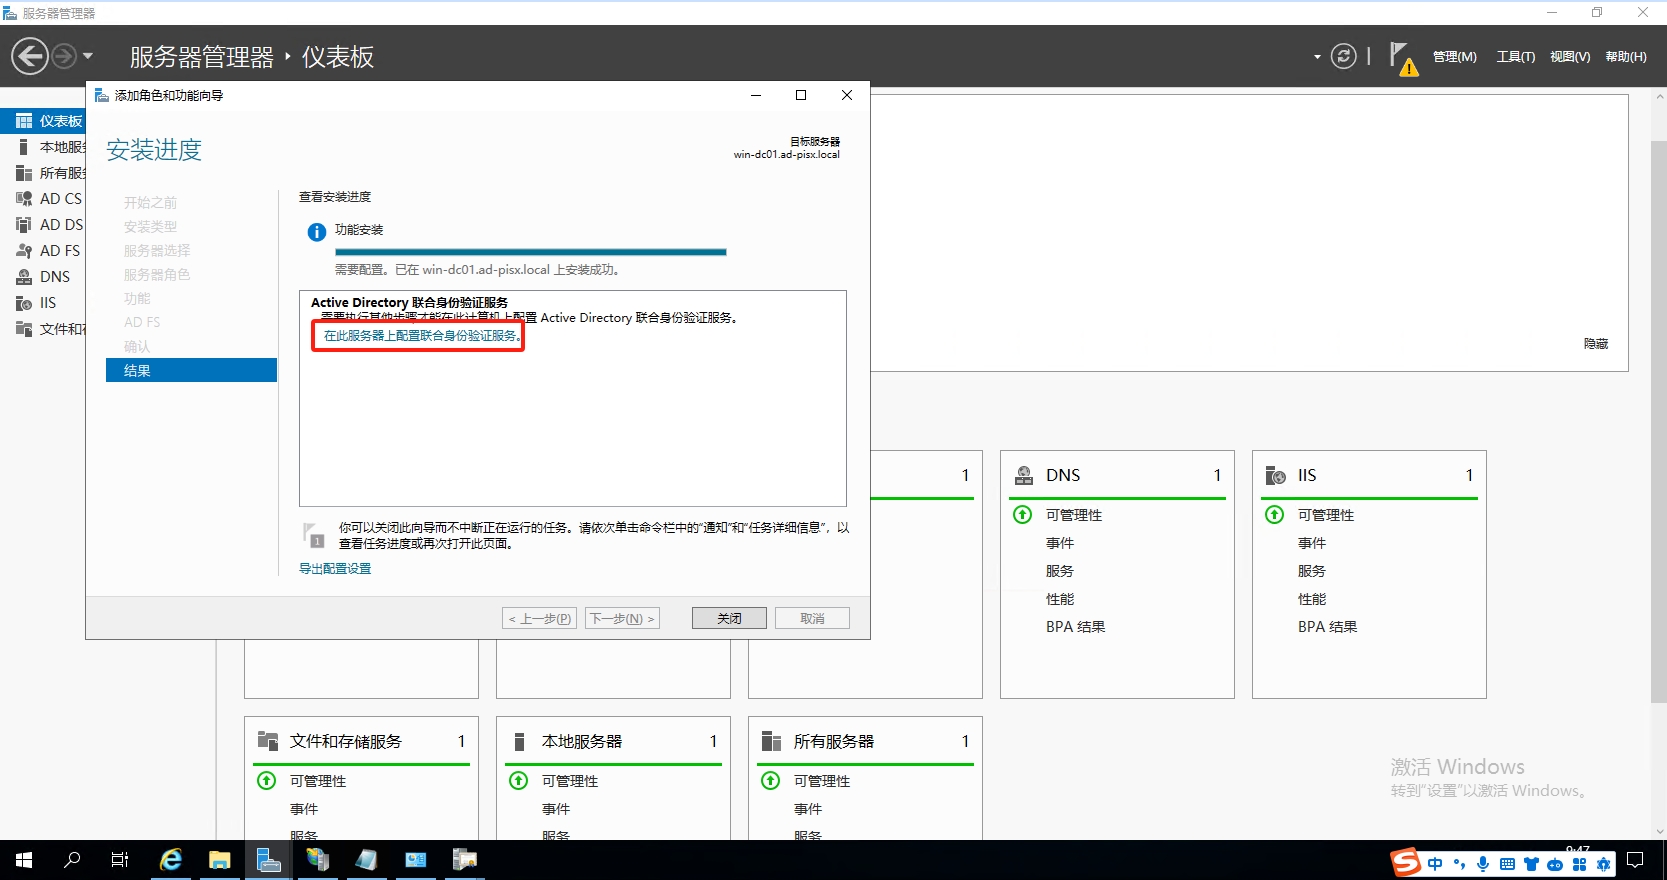 服务器管理器
服务器管理器 · 仪表板
管理(M) 工具(T) 视图(V) 帮助(H)
添加角色和功能向导
仪表板
本地服务
所有服务
AD CS
AD DS
AD FS
DNS
IIS
文件和存
安装进度
目标服务器
win-dc01.ad-pisx.local
开始之前
安装类型
服务器选择
服务器角色
功能
AD FS
确认
结果
查看安装进度
功能安装
需要配置。已在 win-dc01.ad-pisx.local 上安装成功。
Active Directory 联合身份验证服务
需要执行其他步骤才能在此计算机上配置 Active Directory 联合身份验证服务。
在此服务器上配置联合身份验证服务。
1
你可以关闭此向导而不中断正在运行的任务。请依次单击命令栏中的“通知”和“任务详细信息”，以
查看任务进度或再次打开此页面。
导出配置设置
< 上一步(P) 下一步(N) > 关闭 取消
隐藏
1
DNS 1
可管理性
事件
服务
性能
BPA 结果
IIS 1
可管理性
事件
服务
性能
BPA 结果
文件和存储服务 1
可管理性
事件
服务
本地服务器 1
可管理性
事件
服务
所有服务器 1
可管理性
事件
服务
激活 Windows
转到“设置”以激活 Windows。
9:47
中